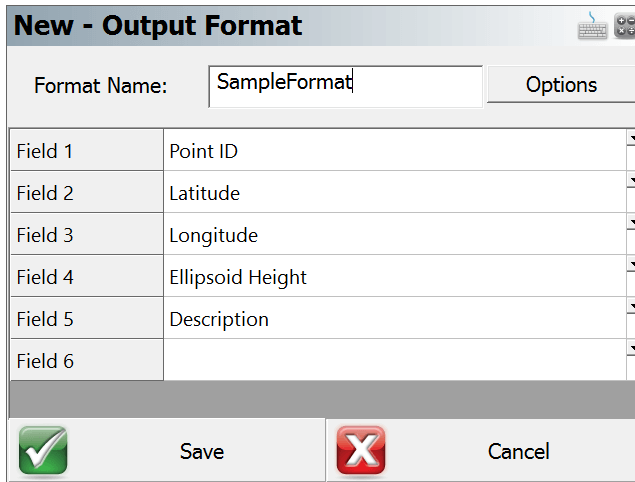 New - Output Format
Format Name: SampleFormat Options
Field 1 Point ID
Field 2 Latitude
Field 3 Longitude
Field 4 Ellipsoid Height
Field 5 Description
Field 6
Save Cancel